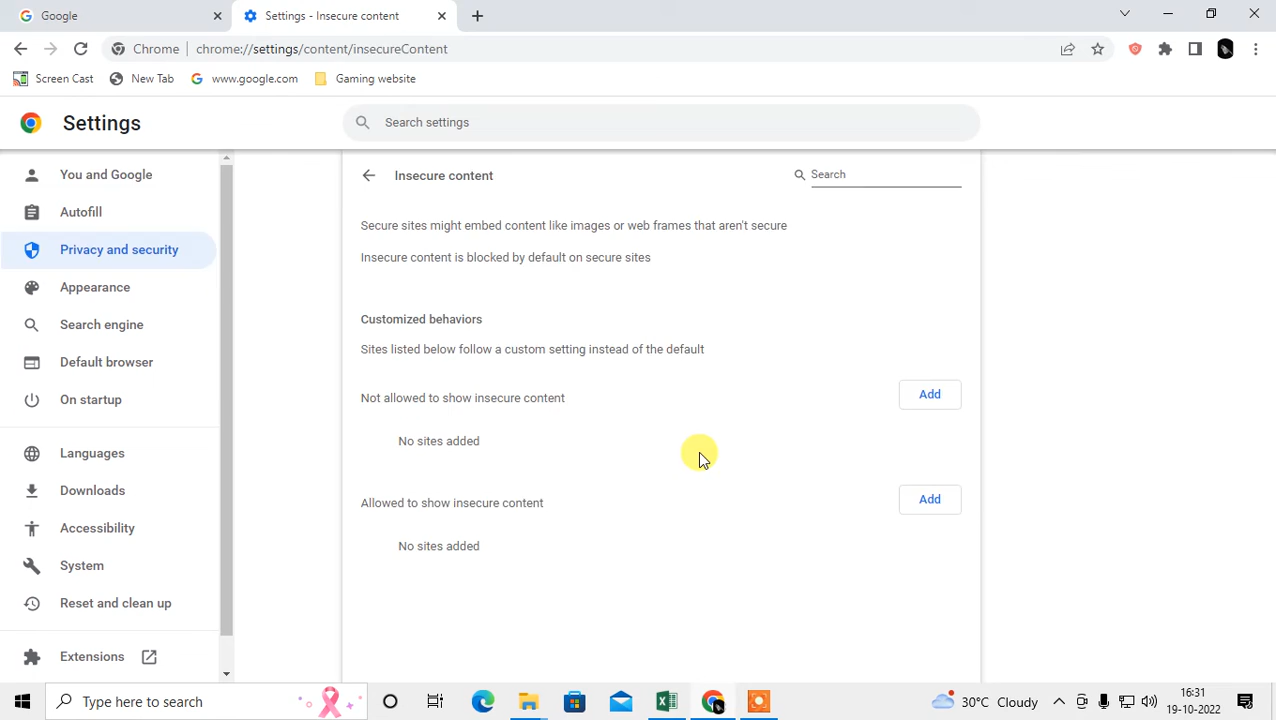 Google
Settings - Insecure content
Chrome
chrome://settings/content/insecureContent
Screen Cast
New Tab
www.google.com
Gaming website
Settings
Search settings
You and Google
Autofill
Privacy and security
Appearance
Search engine
Default browser
On startup
Languages
Downloads
Accessibility
System
Reset and clean up
Extensions
Insecure content
Search
Secure sites might embed content like images or web frames that aren't secure
Insecure content is blocked by default on secure sites
Customized behaviors
Sites listed below follow a custom setting instead of the default
Not allowed to show insecure content
Add
No sites added
Allowed to show insecure content
Add
No sites added
Type here to search
30°C Cloudy
16:31
19-10-2022